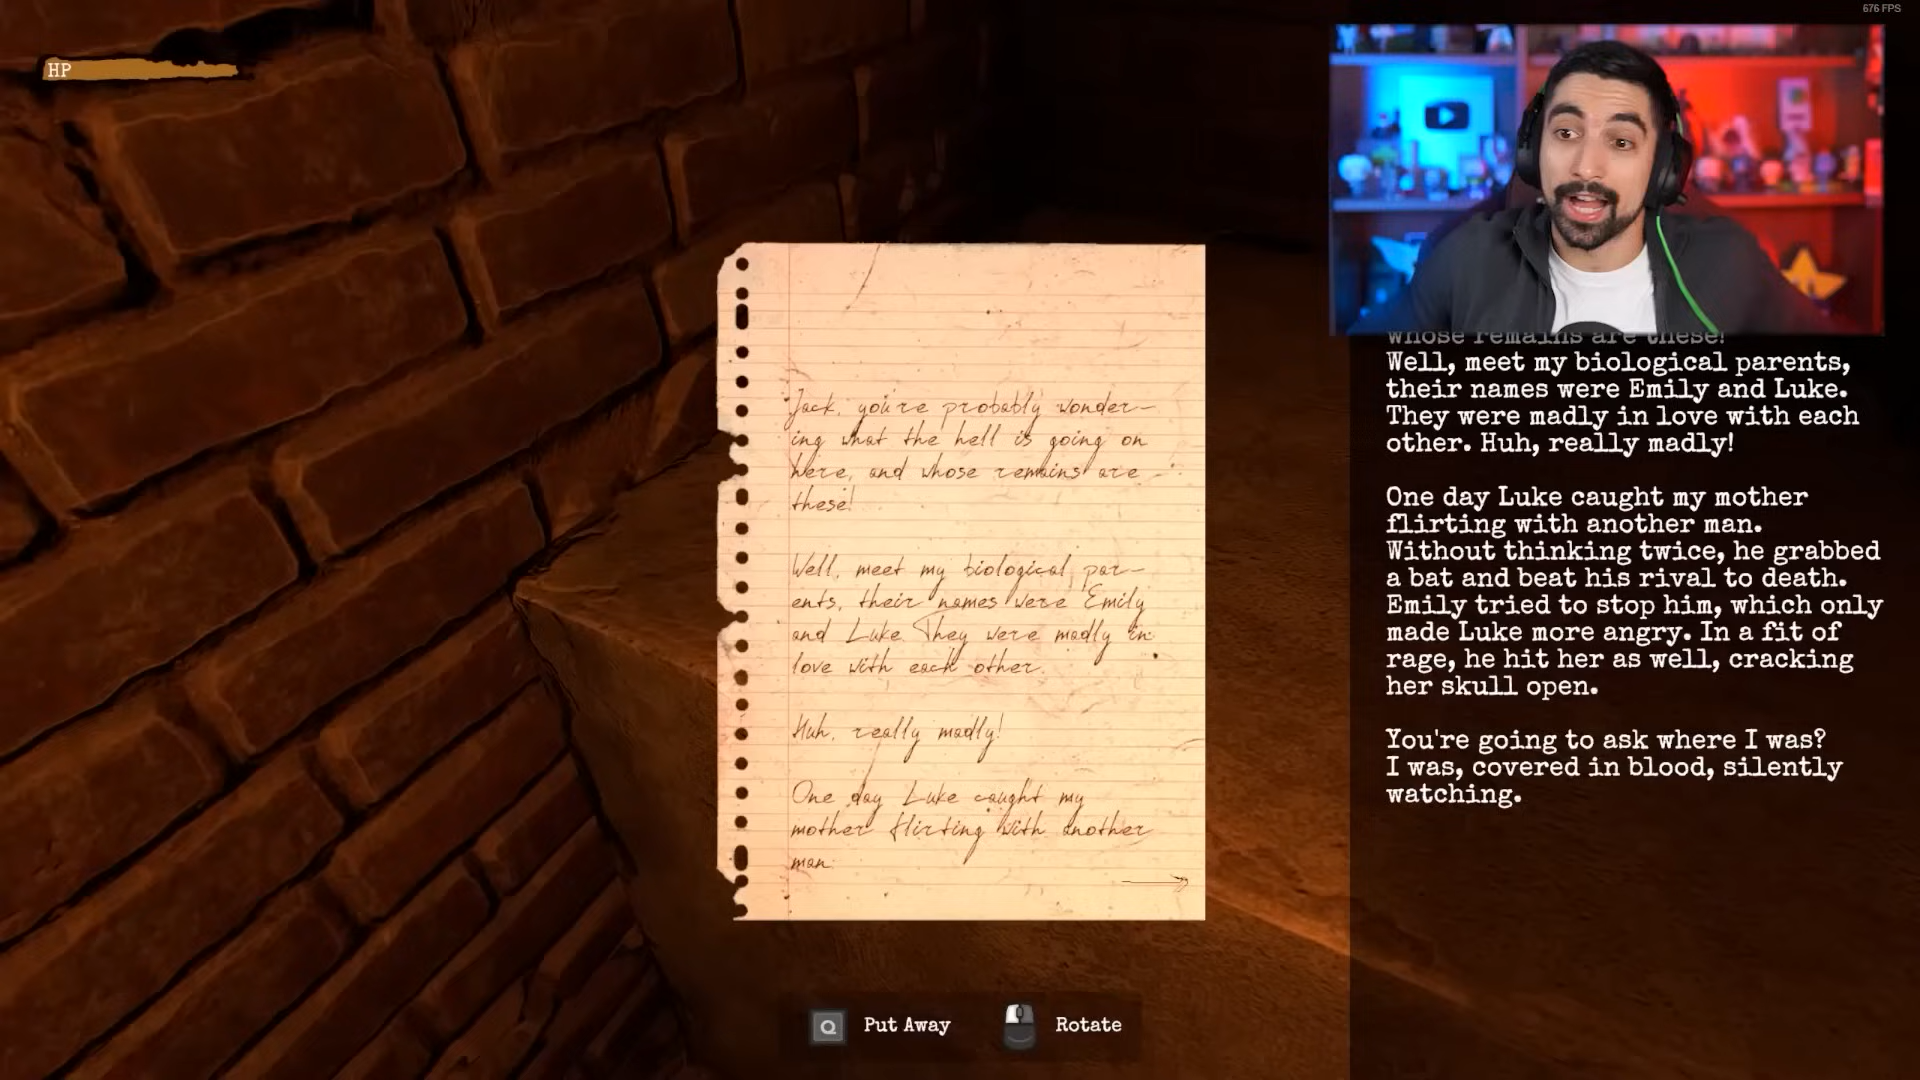 676 FPS
HP
Jack, you're probably wonder-
ing what the hell is going on
here, and whose remains are
these!
Well, meet my biological par-
ents, their names were Emily
and Luke. They were madly in
love with each other.
Huh, really madly!
One day Luke caught my
mother flirting with another
man.
whose remains are these!
Well, meet my biological parents,
their names were Emily and Luke.
They were madly in love with each
other. Huh, really madly!
One day Luke caught my mother
flirting with another man.
Without thinking twice, he grabbed
a bat and beat his rival to death.
Emily tried to stop him, which only
made Luke more angry. In a fit of
rage, he hit her as well, cracking
her skull open.
You're going to ask where I was?
I was, covered in blood, silently
watching.
Q Put Away
Rotate